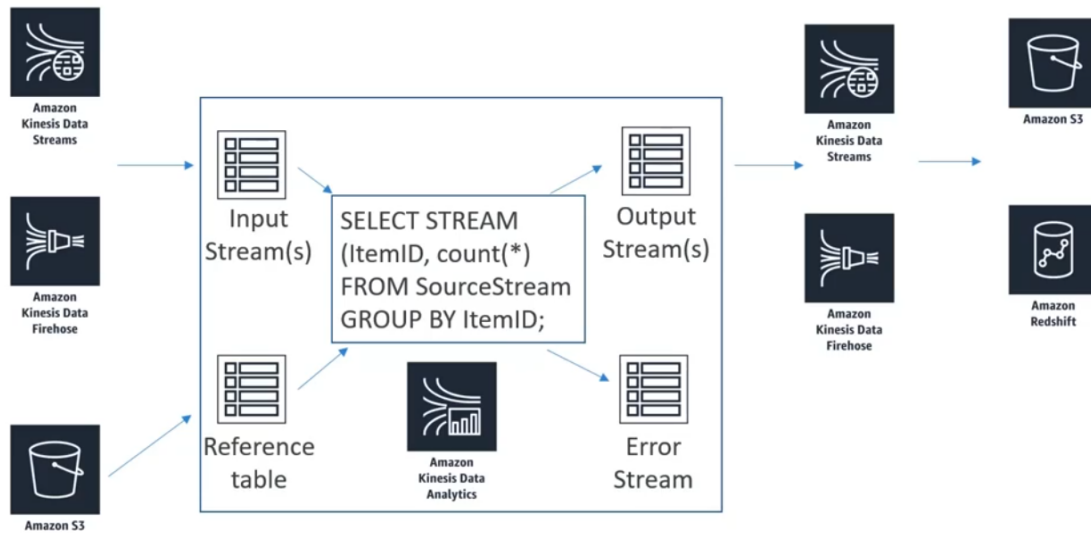 Amazon
Kinesis Data
Streams
Amazon
Kinesis Data
Firehose
Amazon S3
Input
Stream(s)
Reference
table
SELECT STREAM
(ItemID, count(*)
FROM SourceStream
GROUP BY ItemID;
Amazon
Kinesis Data
Analytics
Output
Stream(s)
Error
Stream
Amazon
Kinesis Data
Streams
Amazon
Kinesis Data
Firehose
Amazon S3
Amazon
Redshift